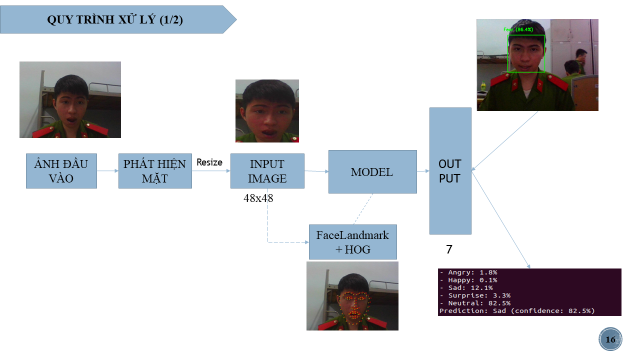 QUY TRÌNH XỬ LÝ (1/2)
ẢNH ĐẦU
VÀO
PHÁT HIỆN
MẶT
Resize
INPUT
IMAGE
48x48
MODEL
FaceLandmark
+ HOG
OUT
PUT
7
- Angry: 1.8%
- Happy: 0.1%
- Sad: 12.1%
- Surprise: 3.3%
- Neutral: 82.5%
Prediction: Sad (confidence: 82.5%)
16